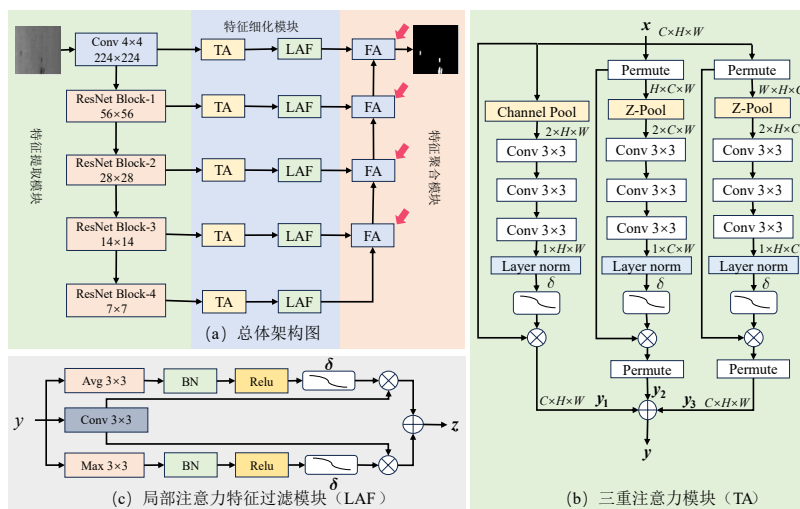 特征细化模块
Conv 4×4
224×224
TA
LAF
FA
ResNet Block-1
56×56
TA
LAF
FA
特征提取模块
ResNet Block-2
28×28
TA
LAF
FA
特征聚合模块
ResNet Block-3
14×14
TA
LAF
FA
ResNet Block-4
7×7
TA
LAF
(a) 总体架构图
x
C×H×W
Permute
Permute
H×C×W
W×H×C
Channel Pool
Z-Pool
Z-Pool
2×H×W
2×C×W
2×H×C
Conv 3×3
Conv 3×3
Conv 3×3
Conv 3×3
Conv 3×3
Conv 3×3
Conv 3×3
Conv 3×3
Conv 3×3
1×H×W
1×C×W
1×H×C
Layer norm
Layer norm
Layer norm
δ
δ
δ
Permute
Permute
C×H×W
y1
y2
y3
C×H×W
y
(b) 三重注意力模块（TA）
y
Avg 3×3
BN
Relu
δ
Conv 3×3
z
Max 3×3
BN
Relu
δ
(c) 局部注意力特征过滤模块（LAF）